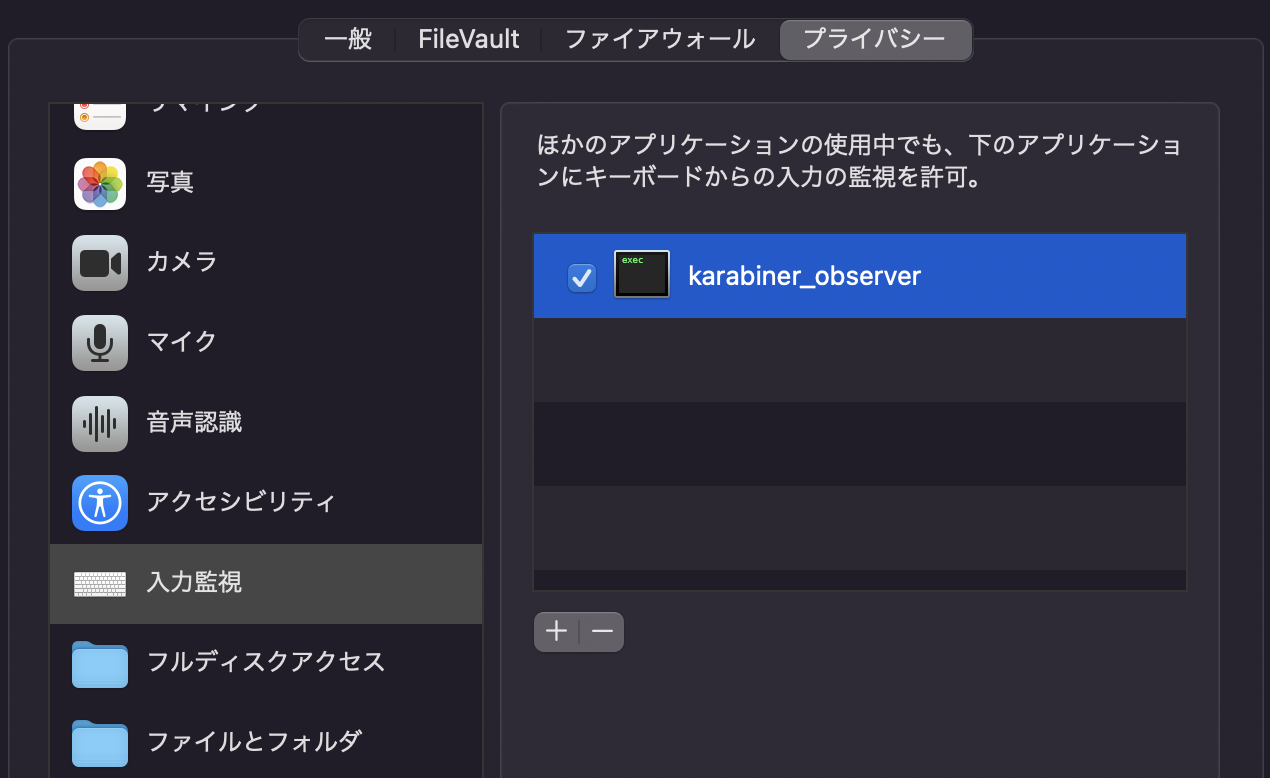 一般
FileVault
ファイアウォール
プライバシー
写真
カメラ
マイク
音声認識
アクセシビリティ
入力監視
フルディスクアクセス
ファイルとフォルダ
ほかのアプリケーションの使用中でも、下のアプリケーショ
ンにキーボードからの入力の監視を許可。
exec
karabiner_observer